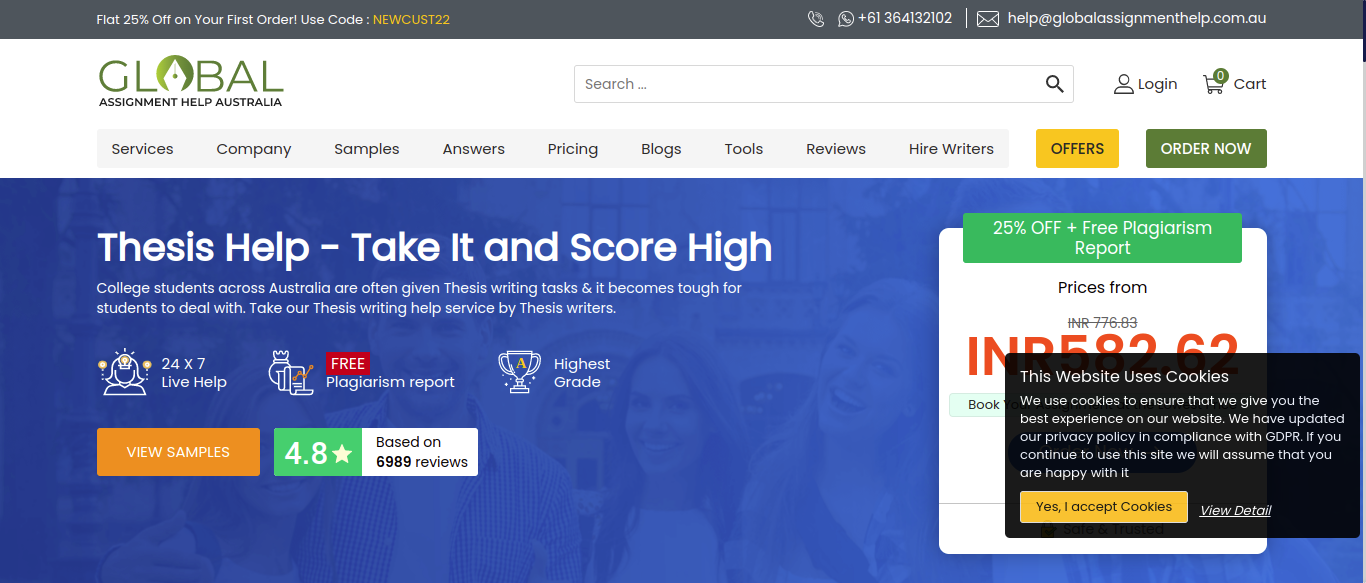 Flat 25% Off on Your First Order! Use Code : NEWCUST22
+61 364132102
help@globalassignmenthelp.com.au
GLOBAL
ASSIGNMENT HELP AUSTRALIA
Search ...
Login
0
Cart
Services
Company
Samples
Answers
Pricing
Blogs
Tools
Reviews
Hire Writers
OFFERS
ORDER NOW
Thesis Help - Take It and Score High
College students across Australia are often given Thesis writing tasks & it becomes tough for
students to deal with. Take our Thesis writing help service by Thesis writers.
24 X 7
Live Help
FREE
Plagiarism report
A
Highest
Grade
VIEW SAMPLES
4.8
Based on
6989 reviews
25% OFF + Free Plagiarism
Report
Prices from
INR 776.83
INR582.62
Book Your
This Website Uses Cookies
We use cookies to ensure that we give you the
best experience on our website. We have updated
our privacy policy in compliance with GDPR. If you
continue to use this site we will assume that you
are happy with it
Yes, I accept Cookies
View Detail
Safe & Trusted